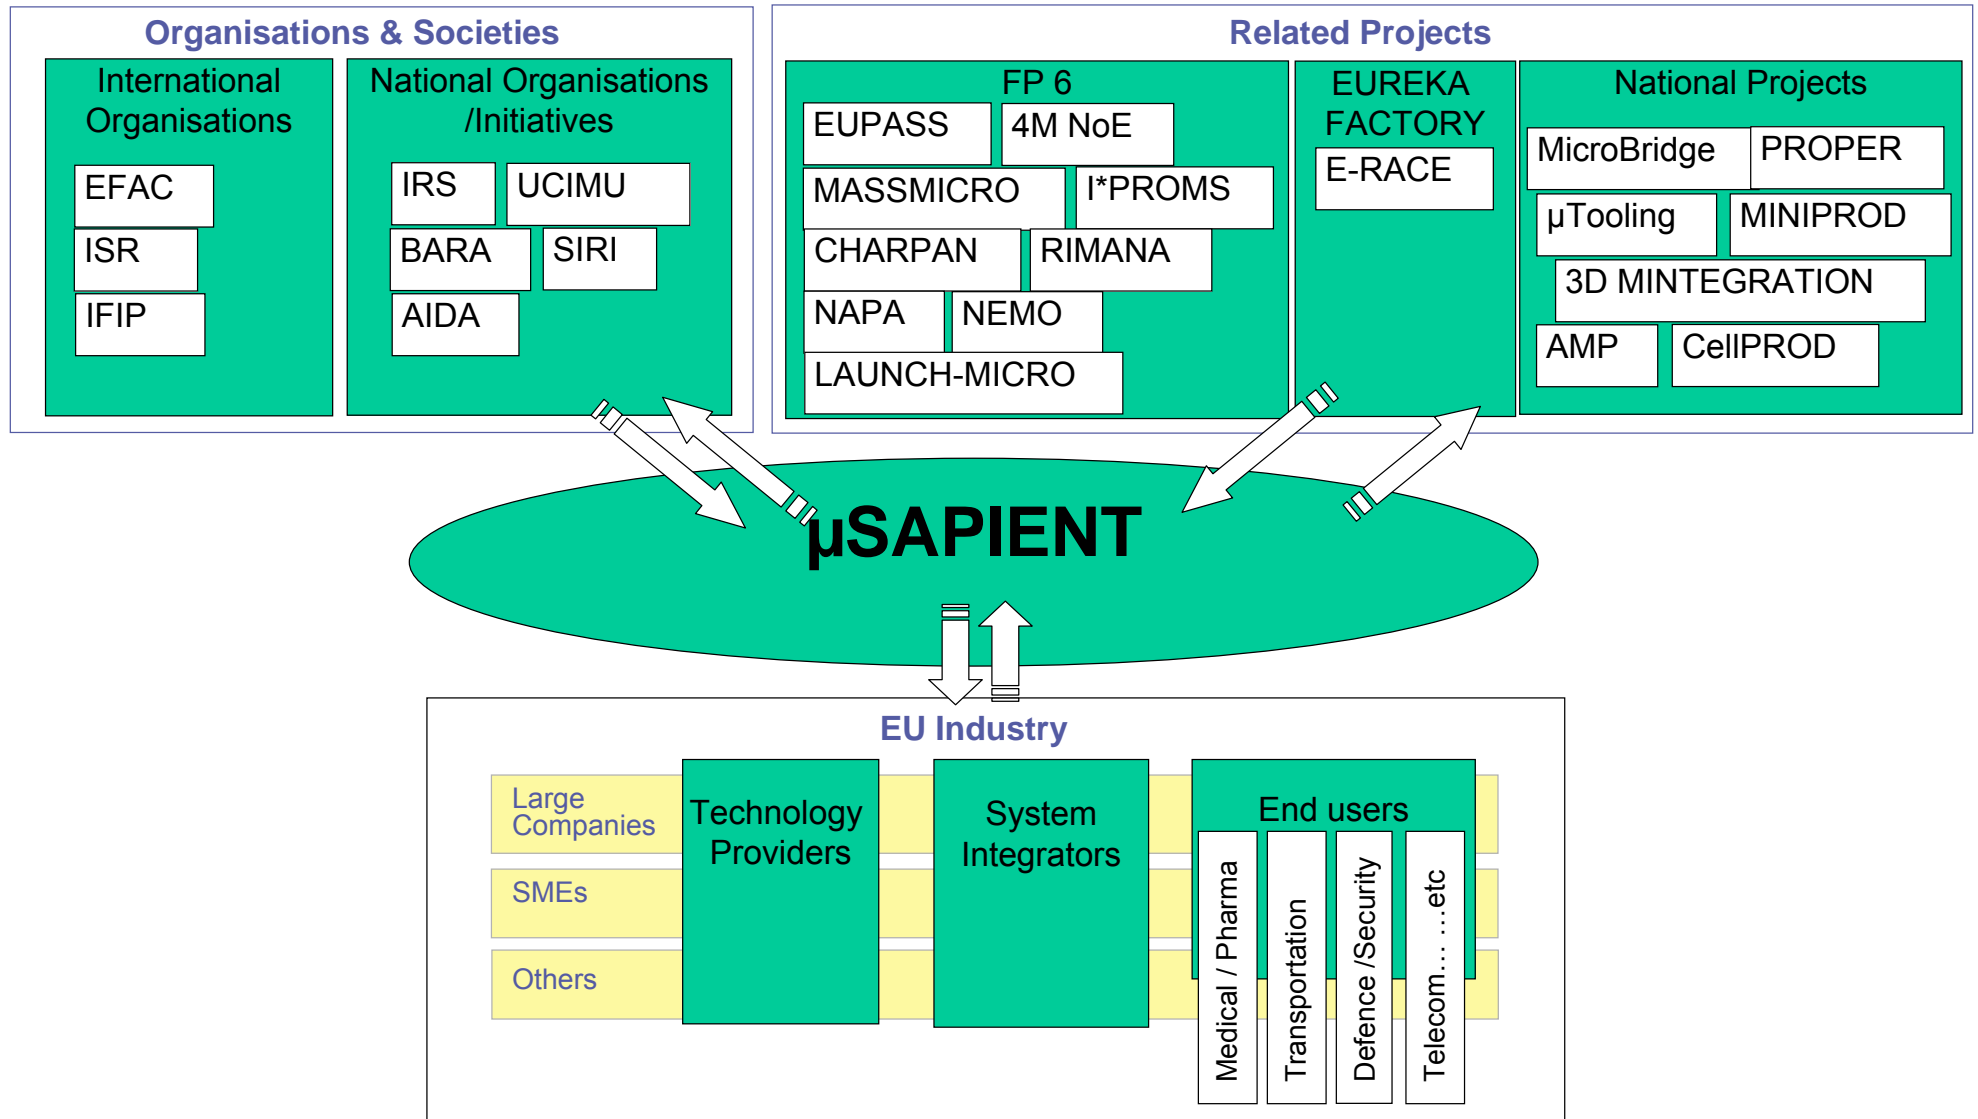 Organisations & Societies
International
Organisations
EFAC
ISR
IFIP
National Organisations
/Initiatives
IRS
UCIMU
BARA
SIRI
AIDA
Related Projects
FP 6
EUPASS
4M NoE
MASSMICRO
I*PROMS
CHARPAN
RIMANA
NAPA
NEMO
LAUNCH-MICRO
EUREKA
FACTORY
E-RACE
National Projects
MicroBridge
PROPER
µTooling
MINIPROD
3D MINTEGRATION
AMP
CellPROD
µSAPIENT
EU Industry
Large
Companies
SMEs
Others
Technology
Providers
System
Integrators
End users
Medical / Pharma
Transportation
Defence /Security
Telecom… …etc